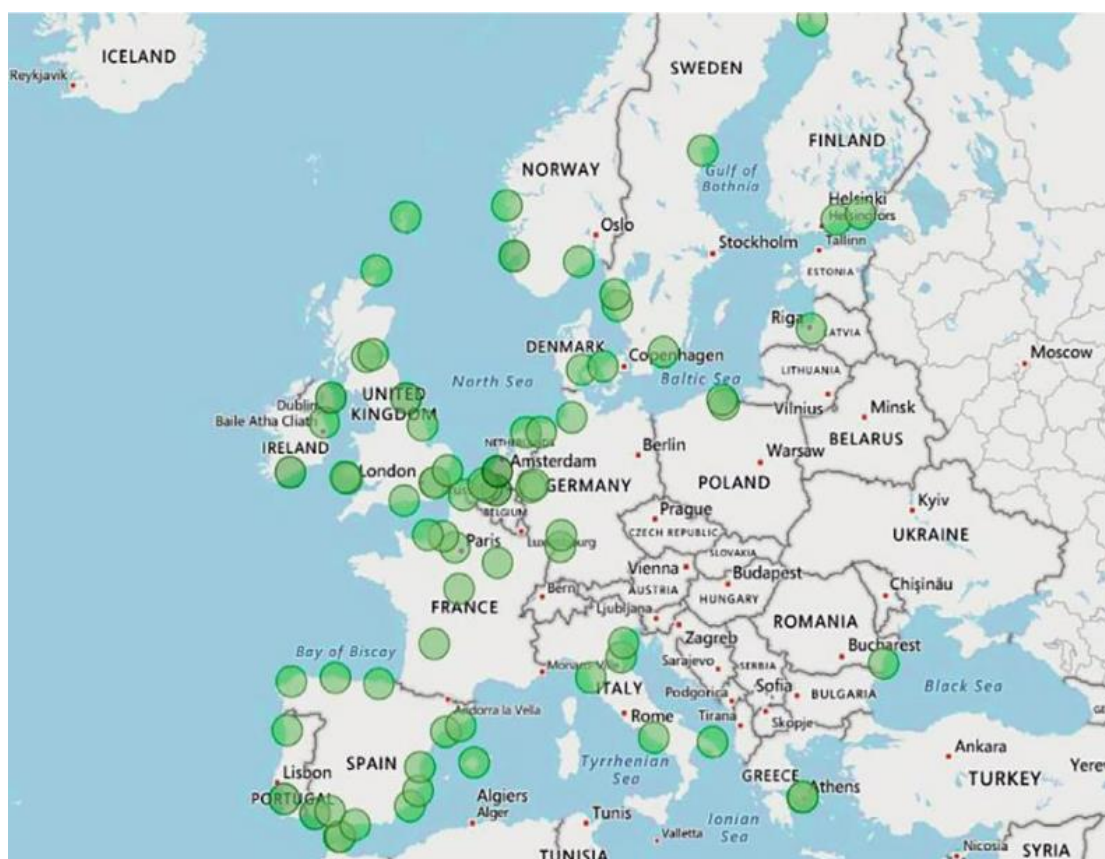 ICELAND
Reykjavik
SWEDEN
FINLAND
NORWAY
Gulf of
Bothnia
Helsinki
Helsingfors
Oslo
Stockholm
Tallinn
ESTONIA
Riga
LATVIA
Moscow
DENMARK
Copenhagen
LITHUANIA
North Sea
Baltic Sea
UNITED
KINGDOM
Dublin
Baile Atha Cliath
Vilnius
Minsk
BELARUS
IRELAND
Berlin
Warsaw
London
Amsterdam
GERMANY
POLAND
BELGIUM
Prague
Kyiv
CZECH REPUBLIC
UKRAINE
Paris
SLOVAKIA
Vienna
Budapest
Chişinău
AUSTRIA
HUNGARY
Bern
FRANCE
Ljubljana
ROMANIA
Zagreb
Bay of Biscay
Bucharest
SERBIA
Sarajevo
ITALY
Black Sea
Podgorica
Sofia
BULGARIA
Andorra la Vella
Rome
Tirana
Skopje
Ankara
Tyrrhenian
Sea
SPAIN
GREECE
TURKEY
Yerev
Lisbon
PORTUGAL
Athens
Algiers
Alger
Tunis
Ionian
Sea
Valletta
Nicosia
SYRIA
TUNISIA